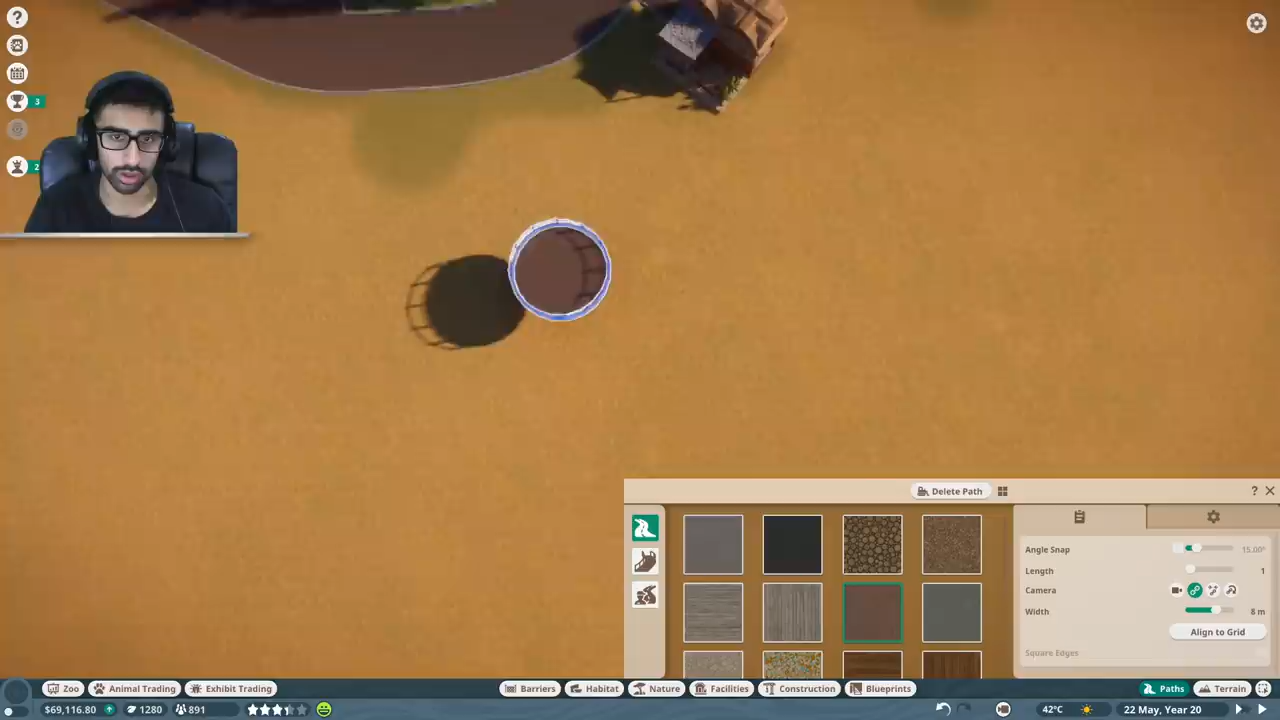 ?
3
2
Delete Path
?
Angle Snap 15.00°
Length 1
Camera
Width 8 m
Align to Grid
Square Edges
Zoo Animal Trading Exhibit Trading Barriers Habitat Nature Facilities Construction Blueprints Paths Terrain
$69,116.80 1280 891 42°C 22 May, Year 20